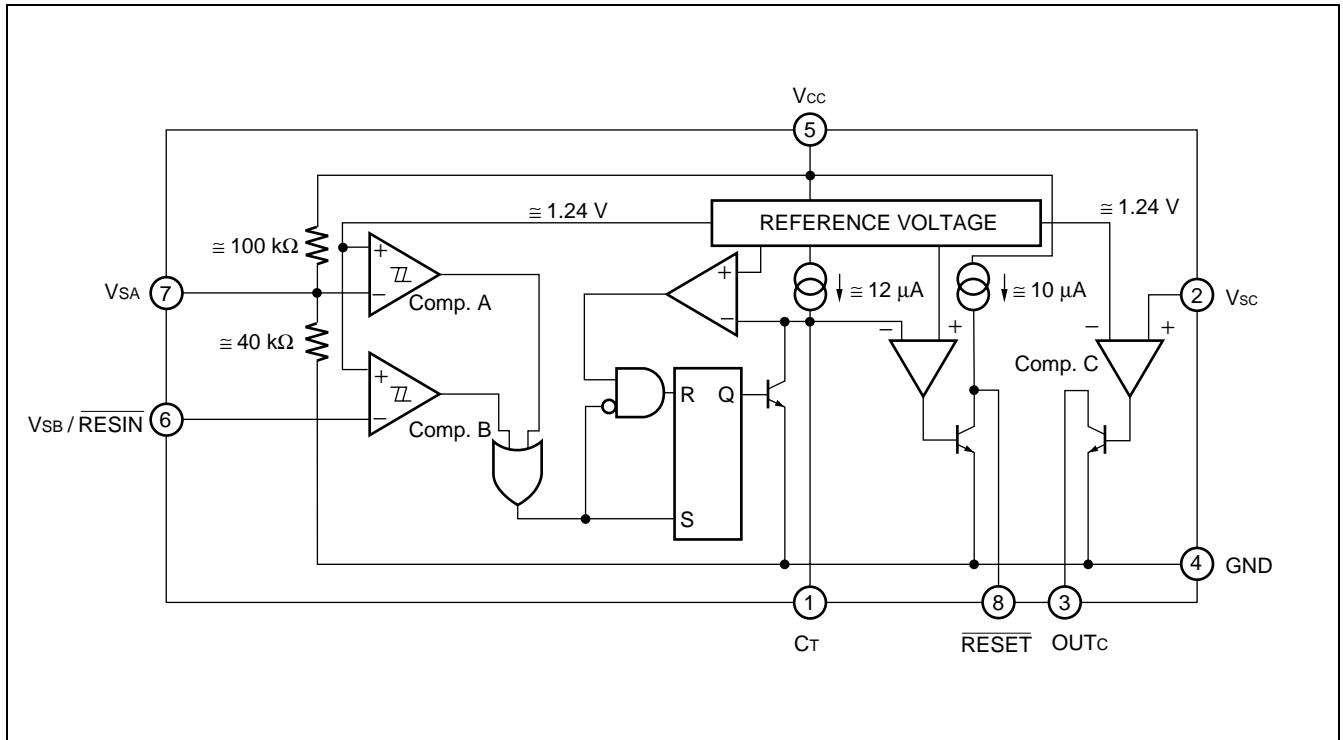 VCC
5
≅ 1.24 V
REFERENCE VOLTAGE
≅ 1.24 V
≅ 100 kΩ
+
−
Comp. A
VSA
7
≅ 40 kΩ
+
−
≅ 12 μA
≅ 10 μA
2
VSC
−
+
−
+
Comp. C
+
−
Comp. B
VSB / RESIN
6
R
Q
S
4
GND
1
8
3
CT
RESET
OUTC